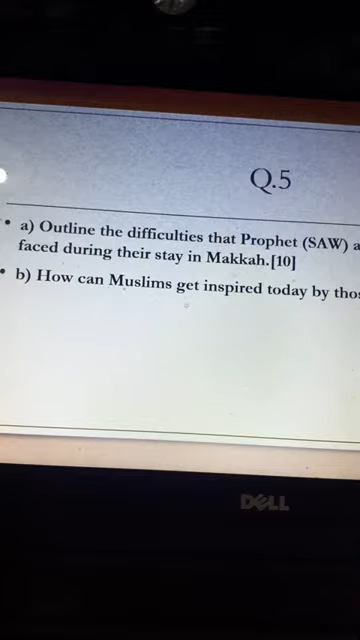 Q.5
• a) Outline the difficulties that Prophet (SAW) a
faced during their stay in Makkah.[10]
• b) How can Muslims get inspired today by thos
DELL